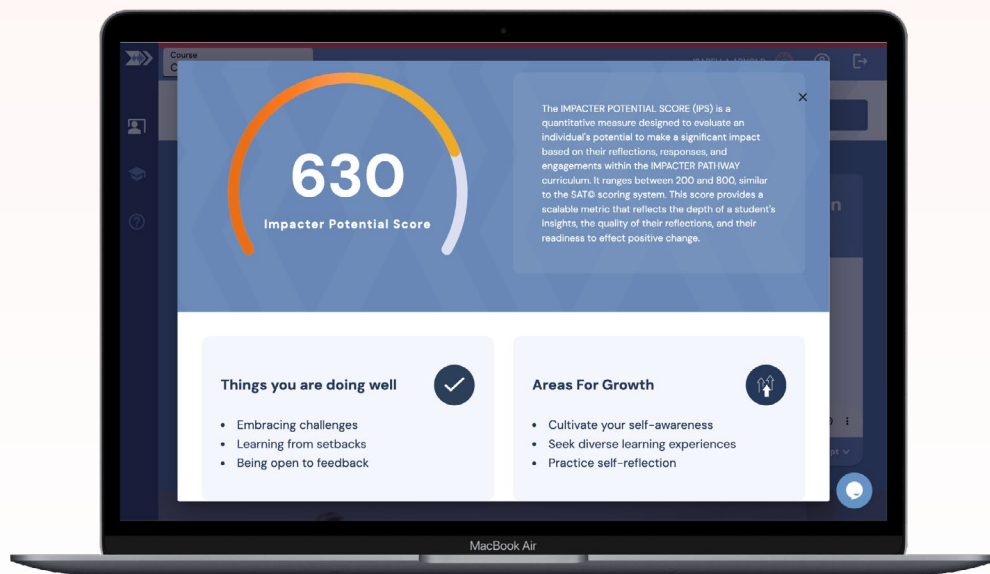 Course
630
Impacter Potential Score
The IMPACTER POTENTIAL SCORE (IPS) is a
quantitative measure designed to evaluate an
individual's potential to make a significant impact
based on their reflections, responses, and
engagements within the IMPACTER PATHWAY
curriculum. It ranges between 200 and 800, similar
to the SAT© scoring system. This score provides a
scalable metric that reflects the depth of a student's
insights, the quality of their reflections, and their
readiness to effect positive change.
Things you are doing well
• Embracing challenges
• Learning from setbacks
• Being open to feedback
Areas For Growth
• Cultivate your self-awareness
• Seek diverse learning experiences
• Practice self-reflection
MacBook Air